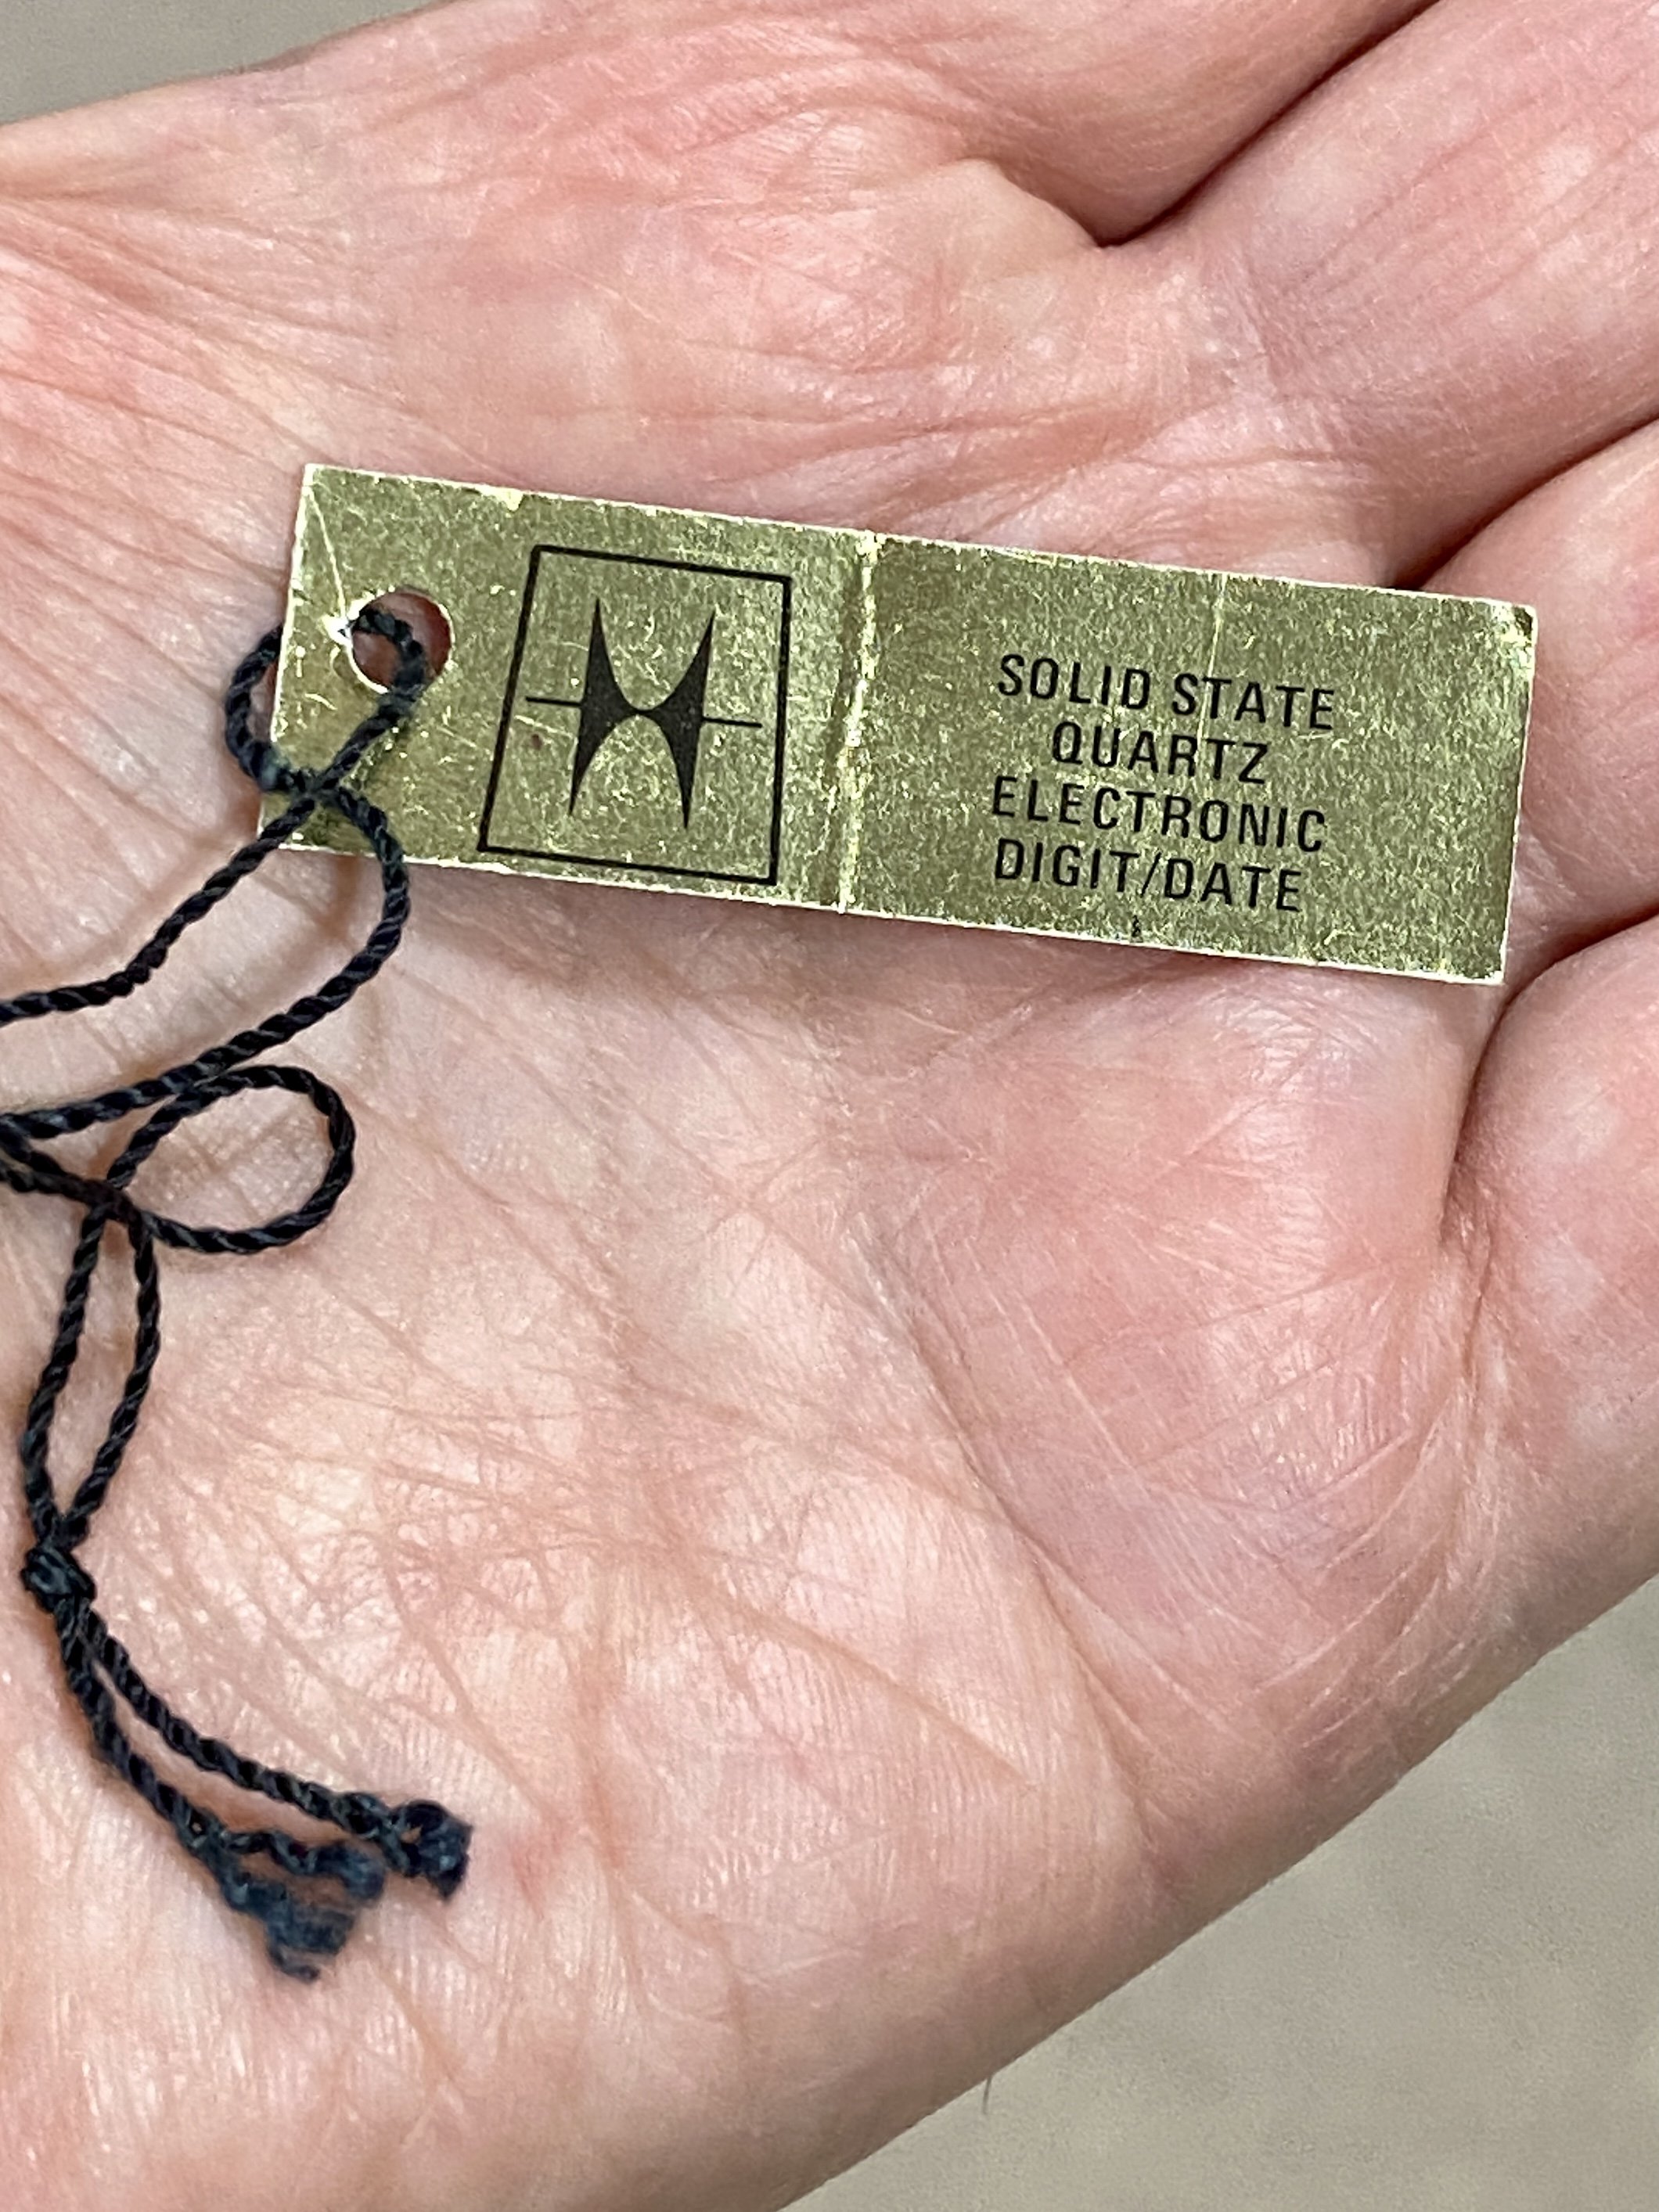 SOLID STATE
QUARTZ
ELECTRONIC
DIGIT/DATE